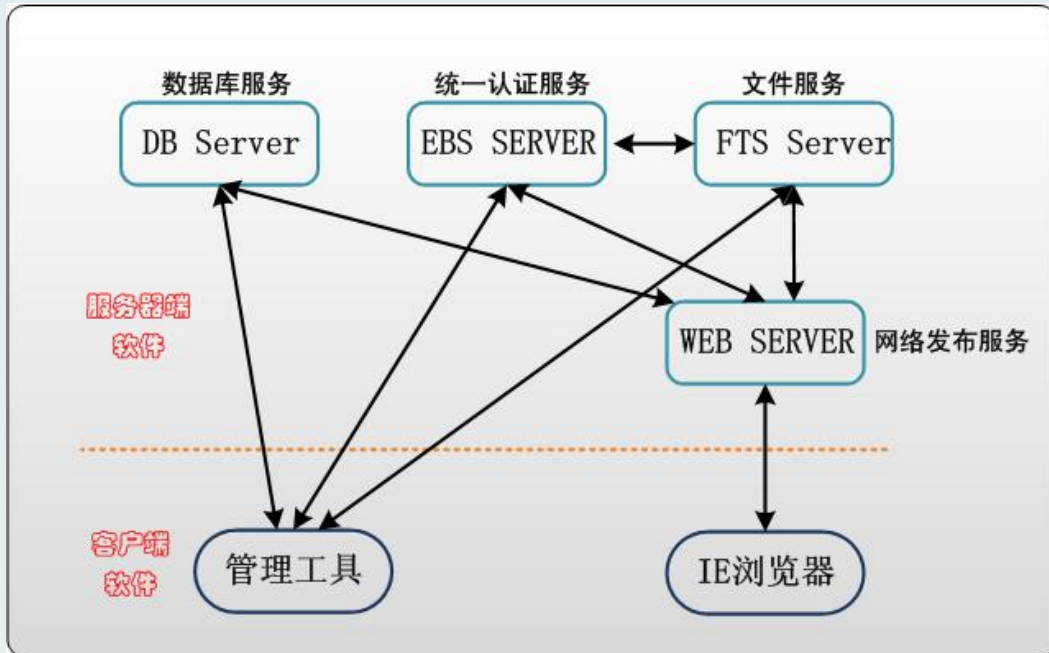 数据库服务
统一认证服务
文件服务
DB Server
EBS SERVER
FTS Server
服务器端
软件
WEB SERVER
网络发布服务
客户端
软件
管理工具
IE浏览器